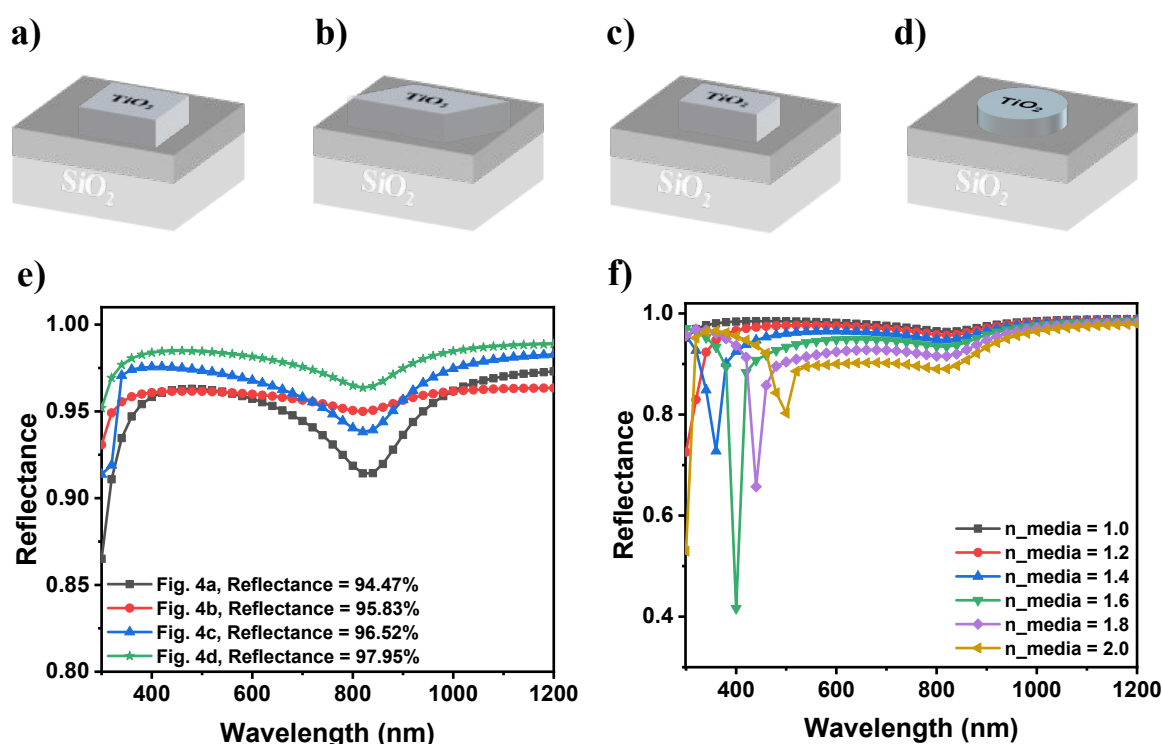 a)
b)
c)
d)
TiO2
SiO2
TiO2
SiO2
TiO2
SiO2
TiO2
SiO2
e)
1.00
0.95
0.90
0.85
0.80
Reflectance
Fig. 4a, Reflectance = 94.47%
Fig. 4b, Reflectance = 95.83%
Fig. 4c, Reflectance = 96.52%
Fig. 4d, Reflectance = 97.95%
400 600 800 1000 1200
Wavelength (nm)
f)
1.0
0.8
0.6
0.4
Reflectance
n_media = 1.0
n_media = 1.2
n_media = 1.4
n_media = 1.6
n_media = 1.8
n_media = 2.0
400 600 800 1000 1200
Wavelength (nm)